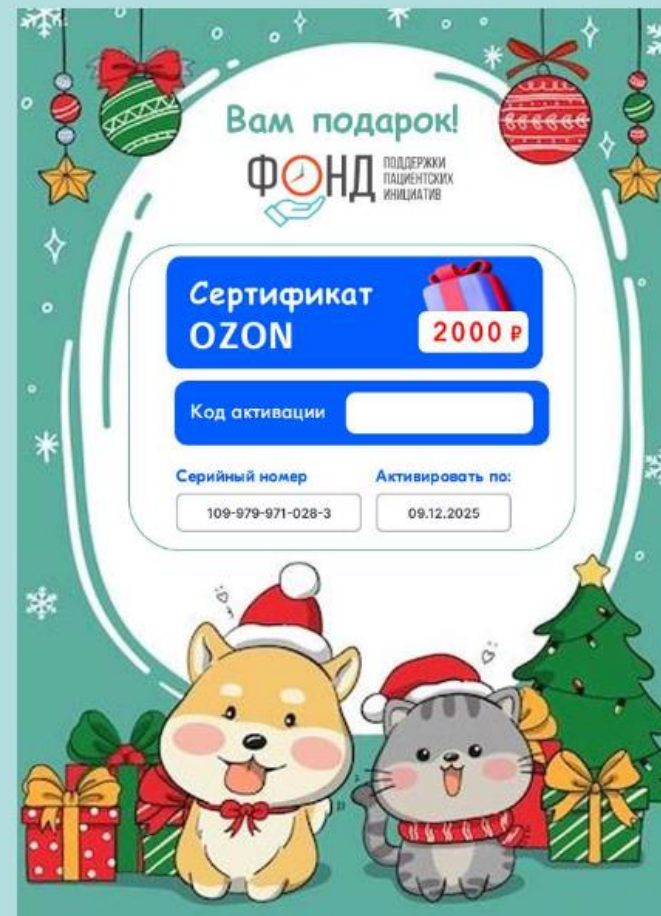 Вам подарок!
ФОНД
ПОДДЕРЖКИ
ПАЦИЕНТСКИХ
ИНИЦИАТИВ
Сертификат
OZON
2000 ₽
Код активации
Серийный номер
Активировать по:
109-979-971-028-3
09.12.2025